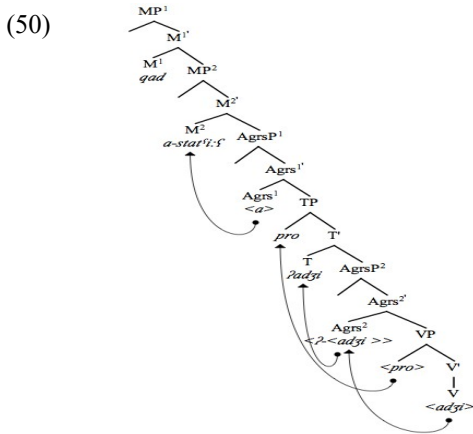 (50)
MP¹
M¹'
M¹ MP²
qad
M²'
M² AgrsP¹
a-statˤi:ʕ
Agrs¹'
Agrs¹ TP
<a>
pro T'
T AgrsP²
ʔadʒi
Agrs²'
Agrs² VP
<ʔ-<adʒi >>
<pro> V'
V
<adʒi>